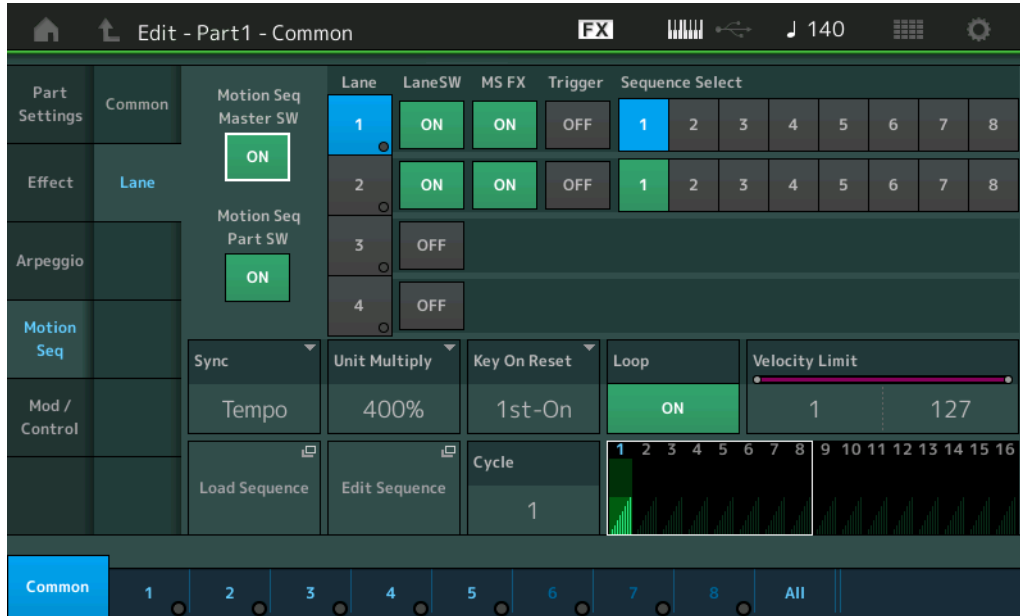 Edit - Part1 - Common
FX
♩ 140
Part
Settings
Common
Effect
Lane
Arpeggio
Motion
Seq
Mod /
Control
Motion Seq
Master SW
ON
Motion Seq
Part SW
ON
Lane LaneSW MS FX Trigger Sequence Select
1 ON ON OFF 1 2 3 4 5 6 7 8
2 ON ON OFF 1 2 3 4 5 6 7 8
3 OFF
4 OFF
Sync Unit Multiply Key On Reset Loop Velocity Limit
Tempo 400% 1st-On ON 1 127
Load Sequence
Edit Sequence
Cycle
1
1 2 3 4 5 6 7 8 9 10 11 12 13 14 15 16
Common 1 2 3 4 5 6 7 8 All